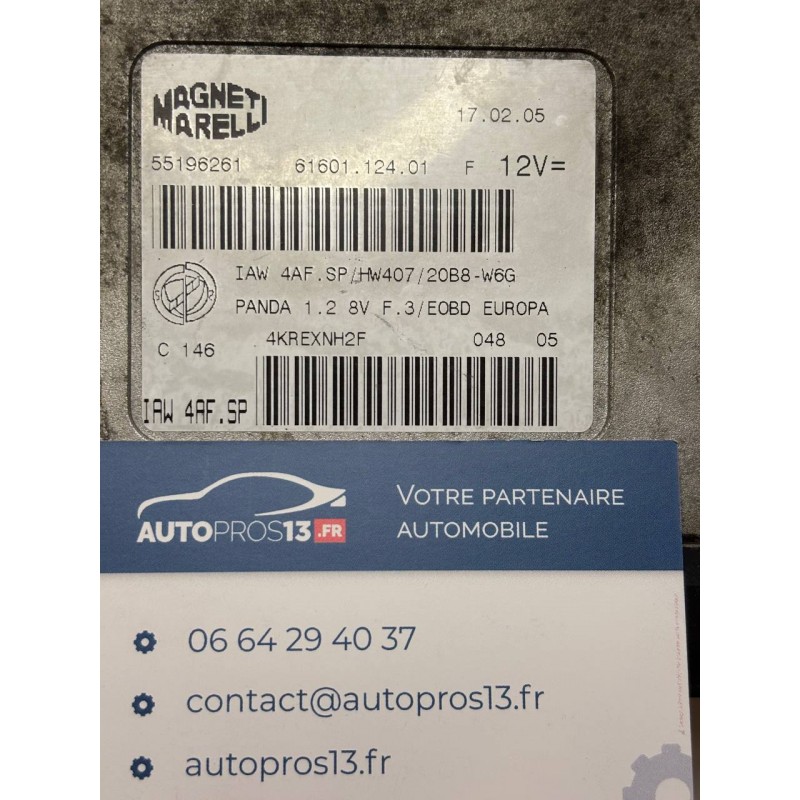 MAGNETI
MARELLI
17.02.05
55196261 61601.124.01 F 12V=
IAW 4AF.SP/HW407/20B8-W6G
PANDA 1.2 8V F.3/EOBD EUROPA
4KREXNH2F 048 05
C 146
IAW 4AF.SP
AUTOPROS13.FR
VOTRE PARTENAIRE
AUTOMOBILE
06 64 29 40 37
contact@autopros13.fr
autopros13.fr